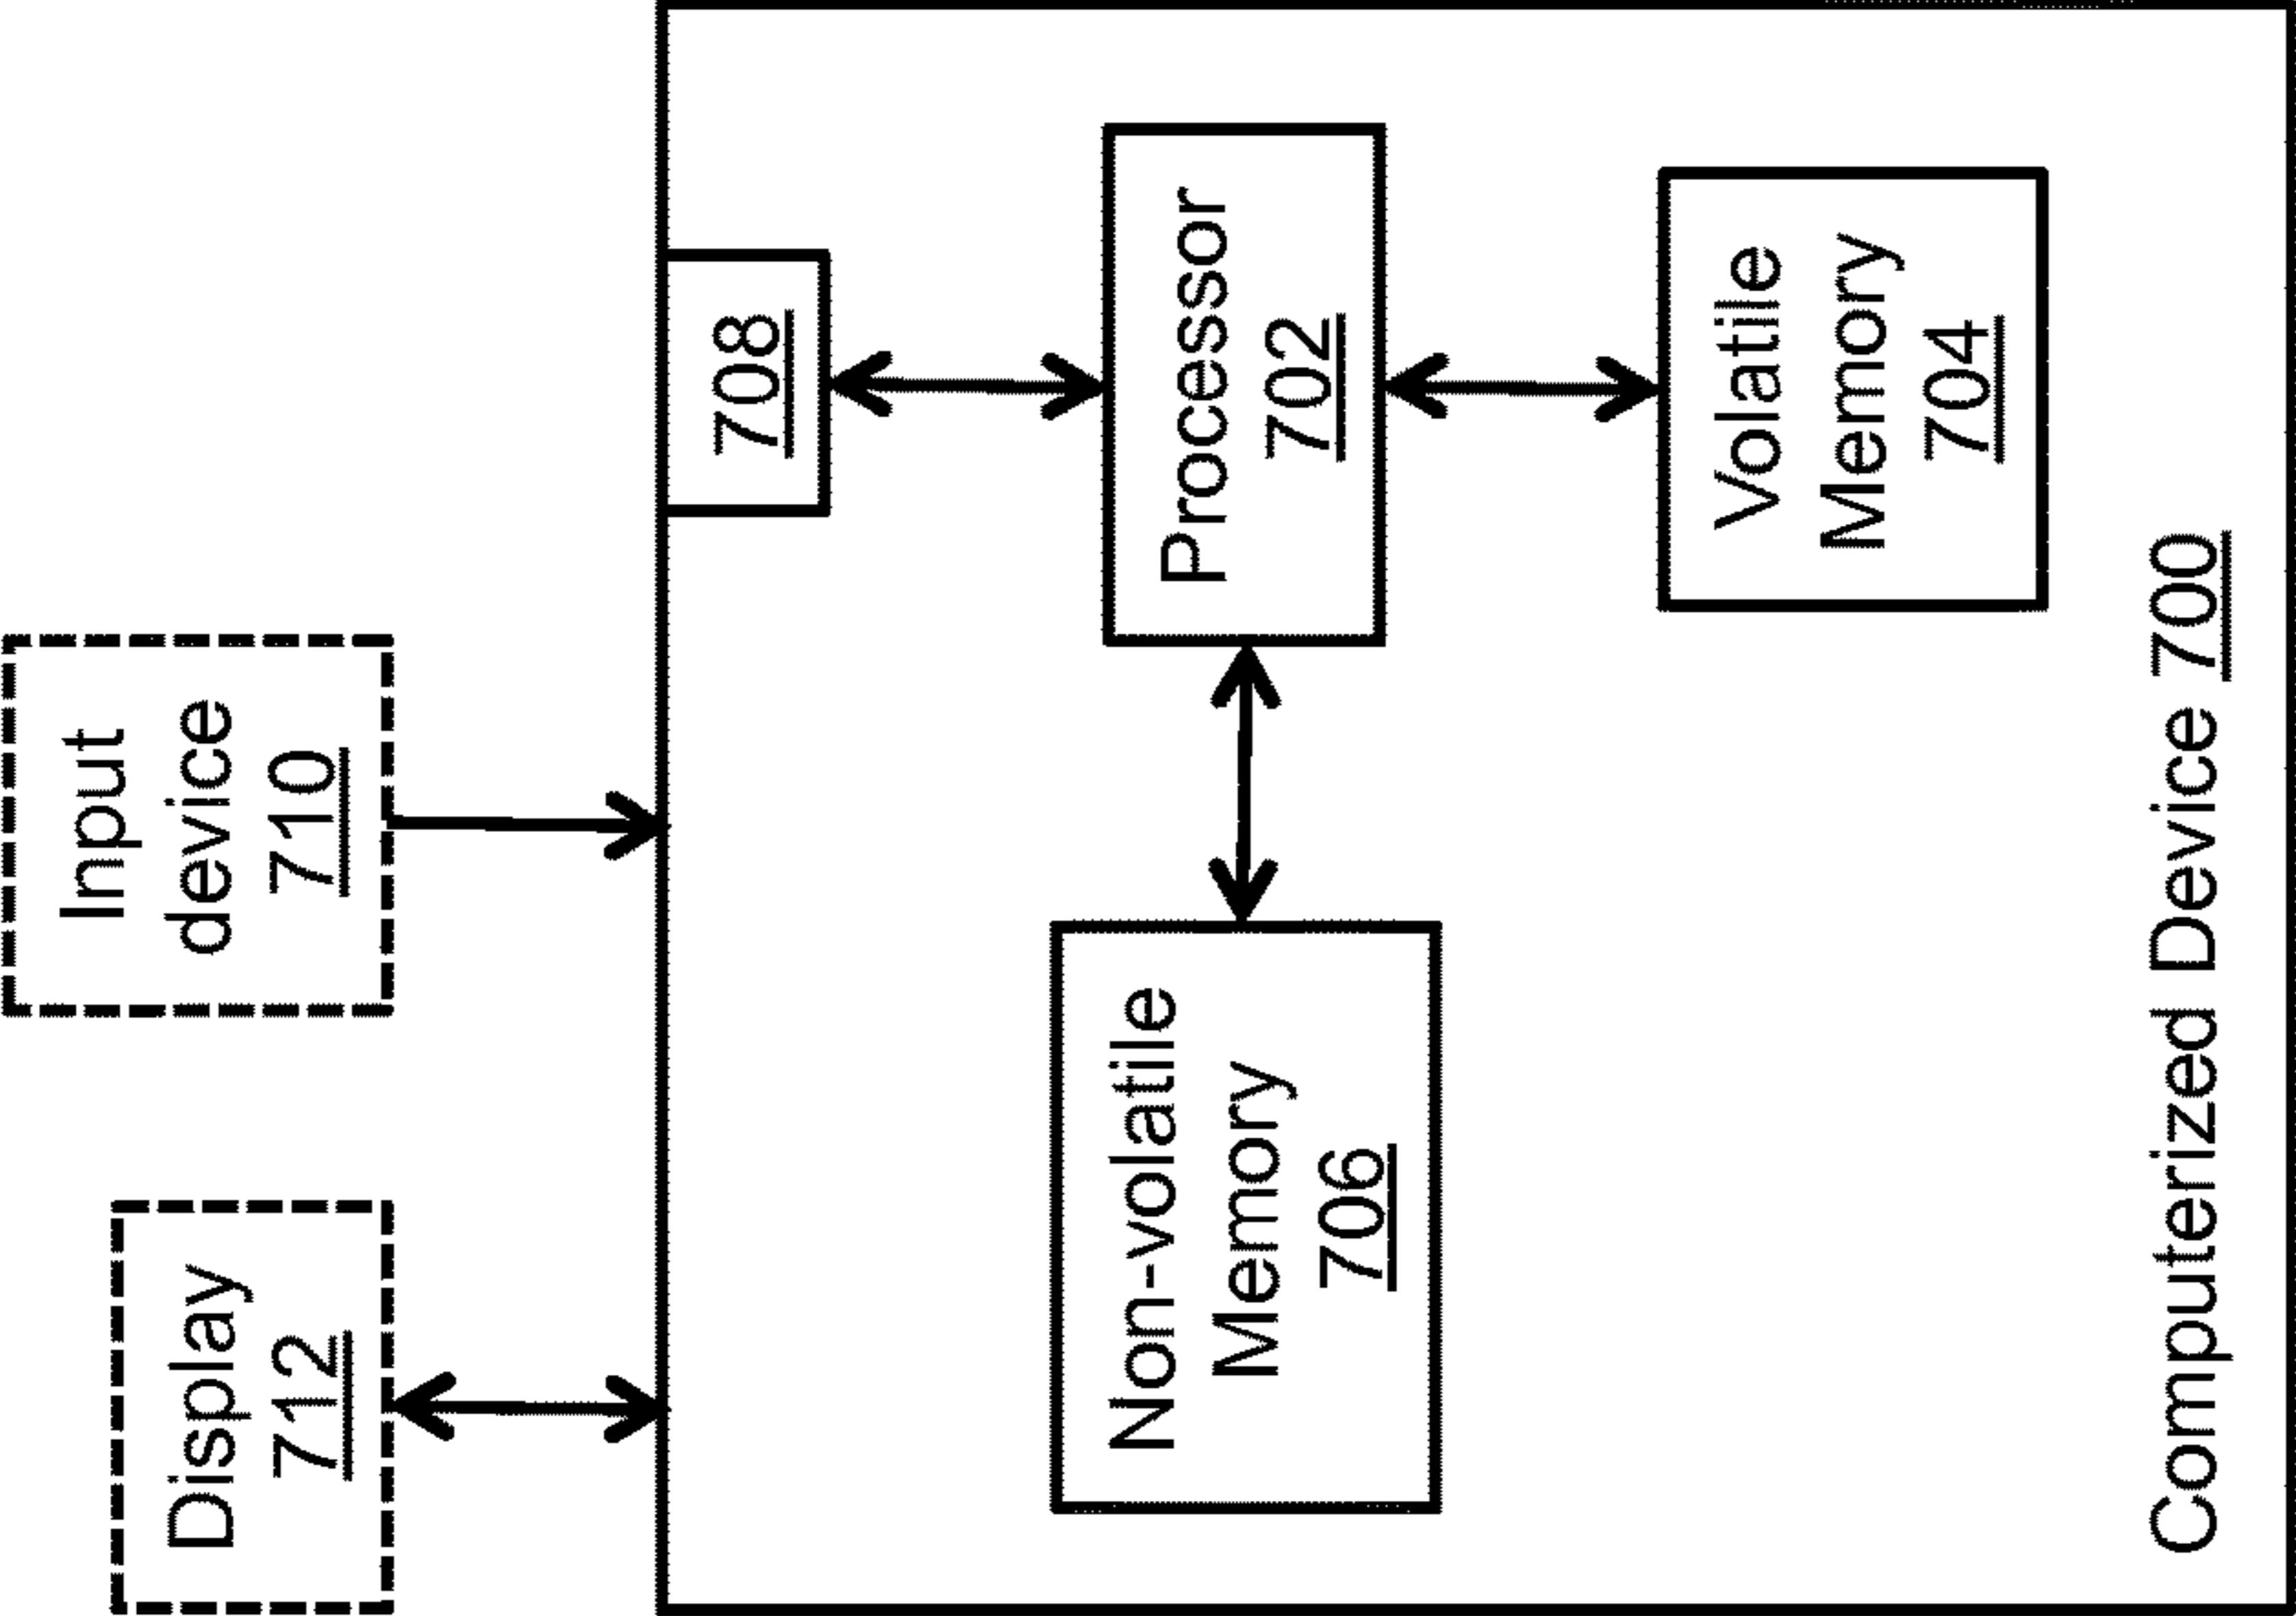 Display
712
Input
device
710
708
Non-volatile
Memory
706
Processor
702
Volatile
Memory
704
Computerized Device 700